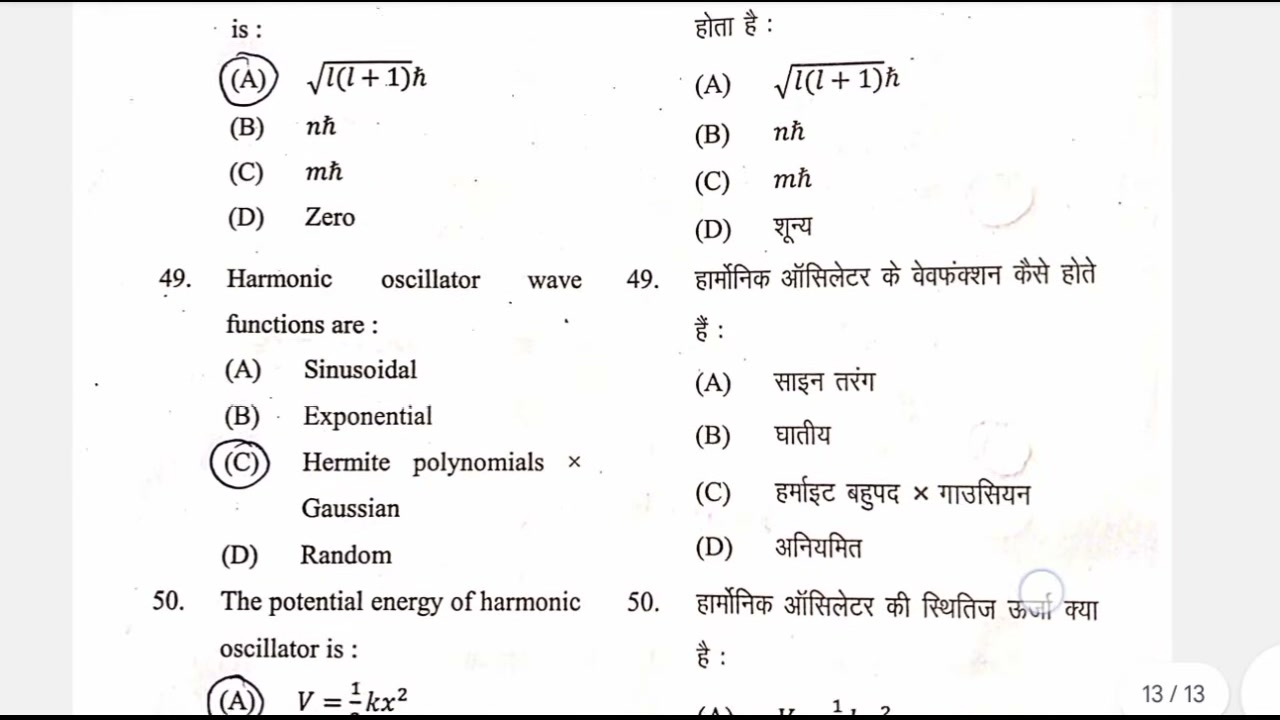 is :
(A) √l(l + 1)ħ
(B) nħ
(C) mħ
(D) Zero
49. Harmonic oscillator wave
functions are :
(A) Sinusoidal
(B) Exponential
(C) Hermite polynomials ×
Gaussian
(D) Random
50. The potential energy of harmonic
oscillator is :
(A) V = ½kx²
होता है :
(A) √l(l + 1)ħ
(B) nħ
(C) mħ
(D) शून्य
49. हार्मोनिक ऑसिलेटर के वेवफंक्शन कैसे होते
हैं :
(A) साइन तरंग
(B) घातीय
(C) हर्माइट बहुपद × गाउसियन
(D) अनियमित
50. हार्मोनिक ऑसिलेटर की स्थितिज ऊर्जा क्या
है :
13 / 13